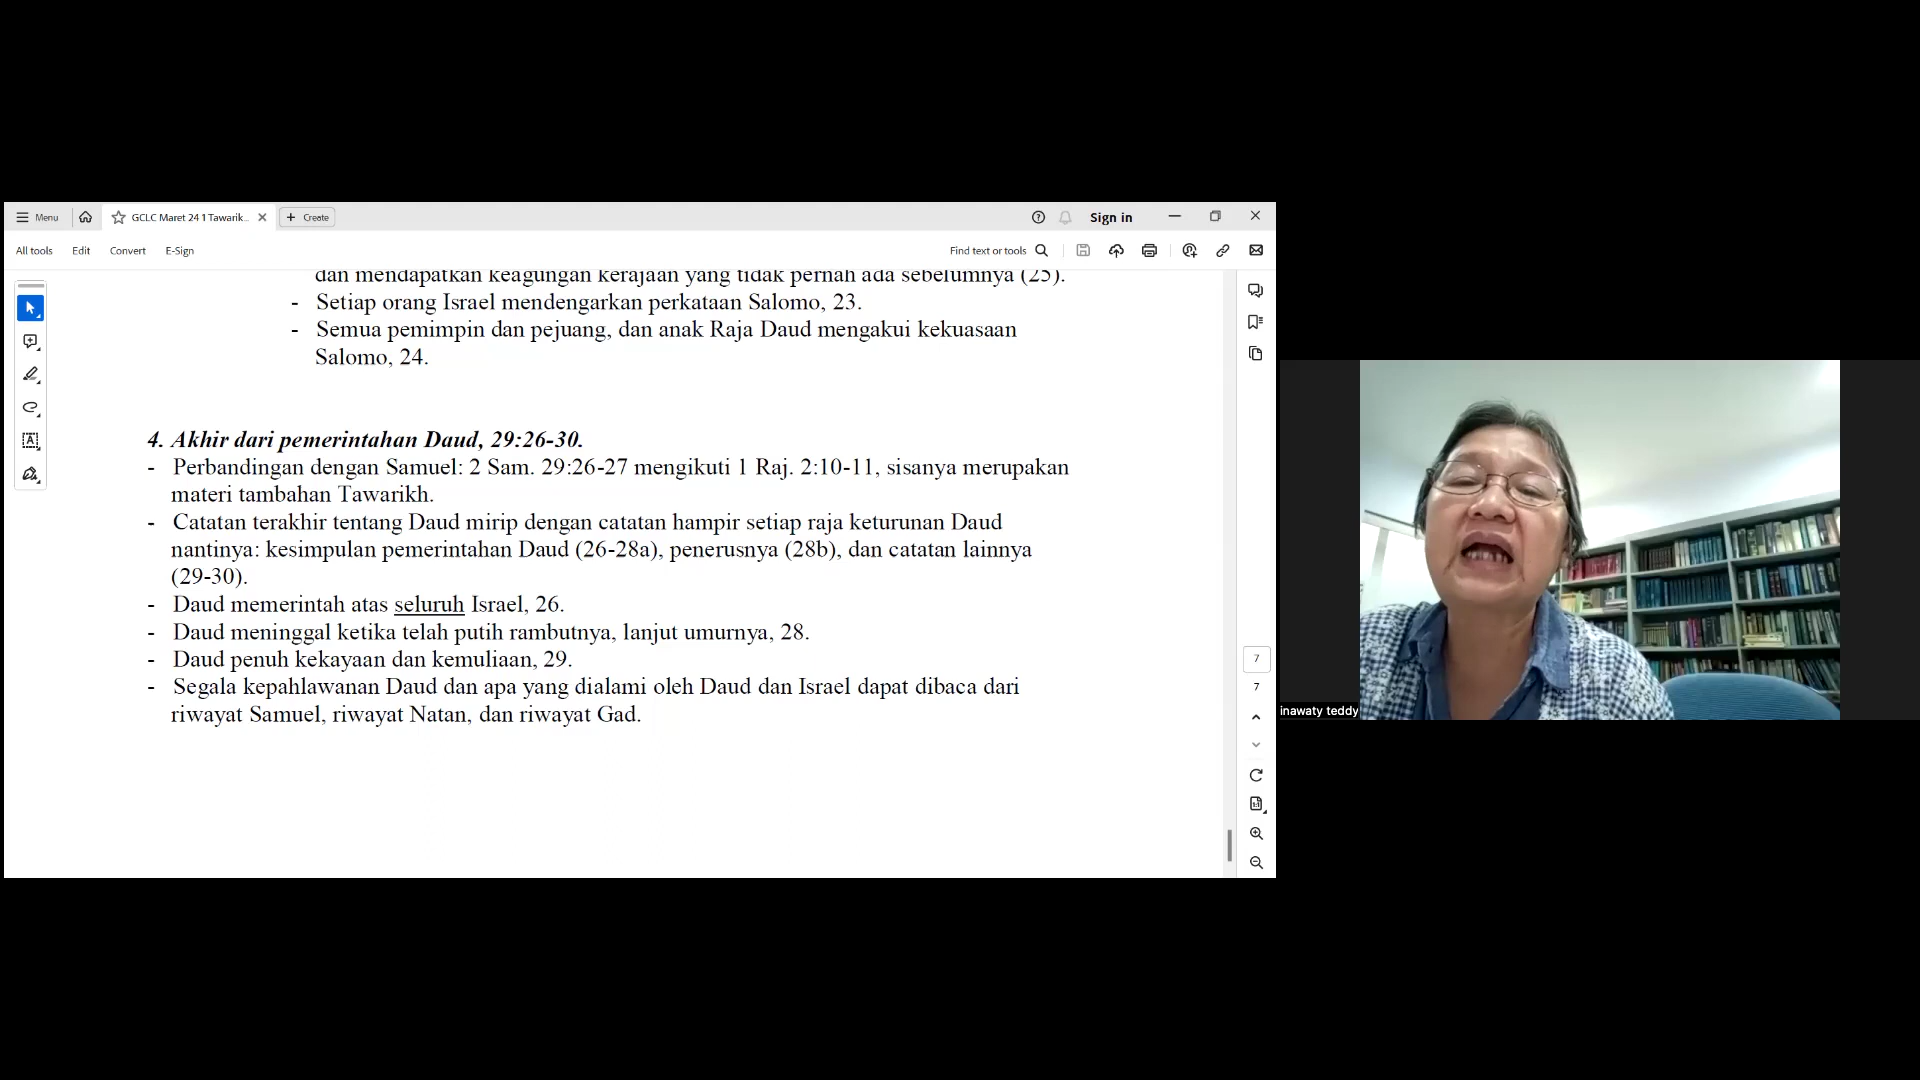 Menu
GCLC Maret 24 1 Tawarik...
Create
Sign in
All tools
Edit
Convert
E-Sign
Find text or tools
dan mendapatkan keagungan kerajaan yang tidak pernah ada sebelumnya (25).
- Setiap orang Israel mendengarkan perkataan Salomo, 23.
- Semua pemimpin dan pejuang, dan anak Raja Daud mengakui kekuasaan
Salomo, 24.
4. Akhir dari pemerintahan Daud, 29:26-30.
- Perbandingan dengan Samuel: 2 Sam. 29:26-27 mengikuti 1 Raj. 2:10-11, sisanya merupakan
materi tambahan Tawarikh.
- Catatan terakhir tentang Daud mirip dengan catatan hampir setiap raja keturunan Daud
nantinya: kesimpulan pemerintahan Daud (26-28a), penerusnya (28b), dan catatan lainnya
(29-30).
- Daud memerintah atas seluruh Israel, 26.
- Daud meninggal ketika telah putih rambutnya, lanjut umurnya, 28.
- Daud penuh kekayaan dan kemuliaan, 29.
- Segala kepahlawanan Daud dan apa yang dialami oleh Daud dan Israel dapat dibaca dari
riwayat Samuel, riwayat Natan, dan riwayat Gad.
7
7
inawaty teddy